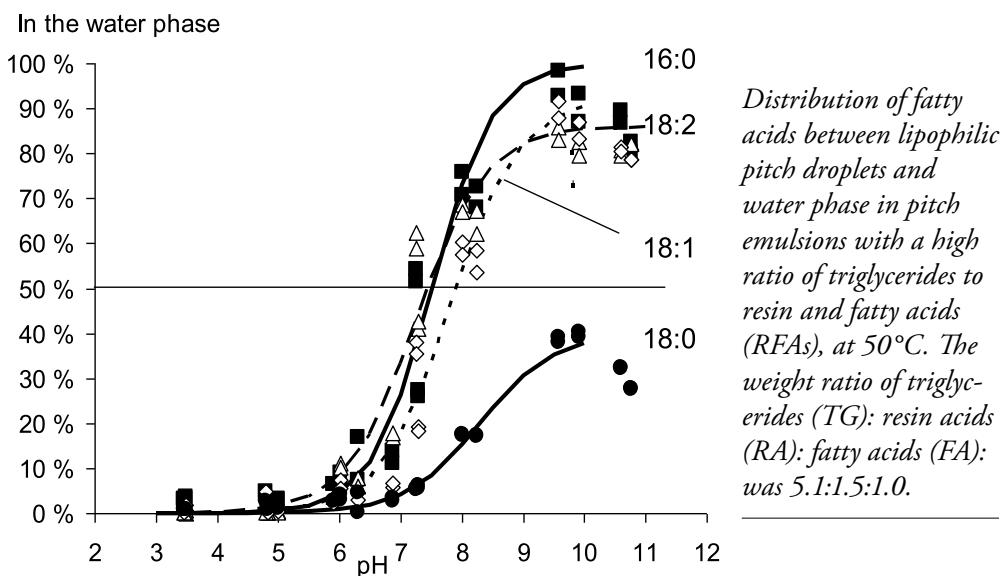 In the water phase
100 %
90 %
80 %
70 %
60 %
50 %
40 %
30 %
20 %
10 %
0 %
2 3 4 5 6 7 8 9 10 11 12
pH
16:0
18:2
18:1
18:0
Distribution of fatty
acids between lipophilic
pitch droplets and
water phase in pitch
emulsions with a high
ratio of triglycerides to
resin and fatty acids
(RFAs), at 50°C. The
weight ratio of triglyc-
erides (TG): resin acids
(RA): fatty acids (FA):
was 5.1:1.5:1.0.